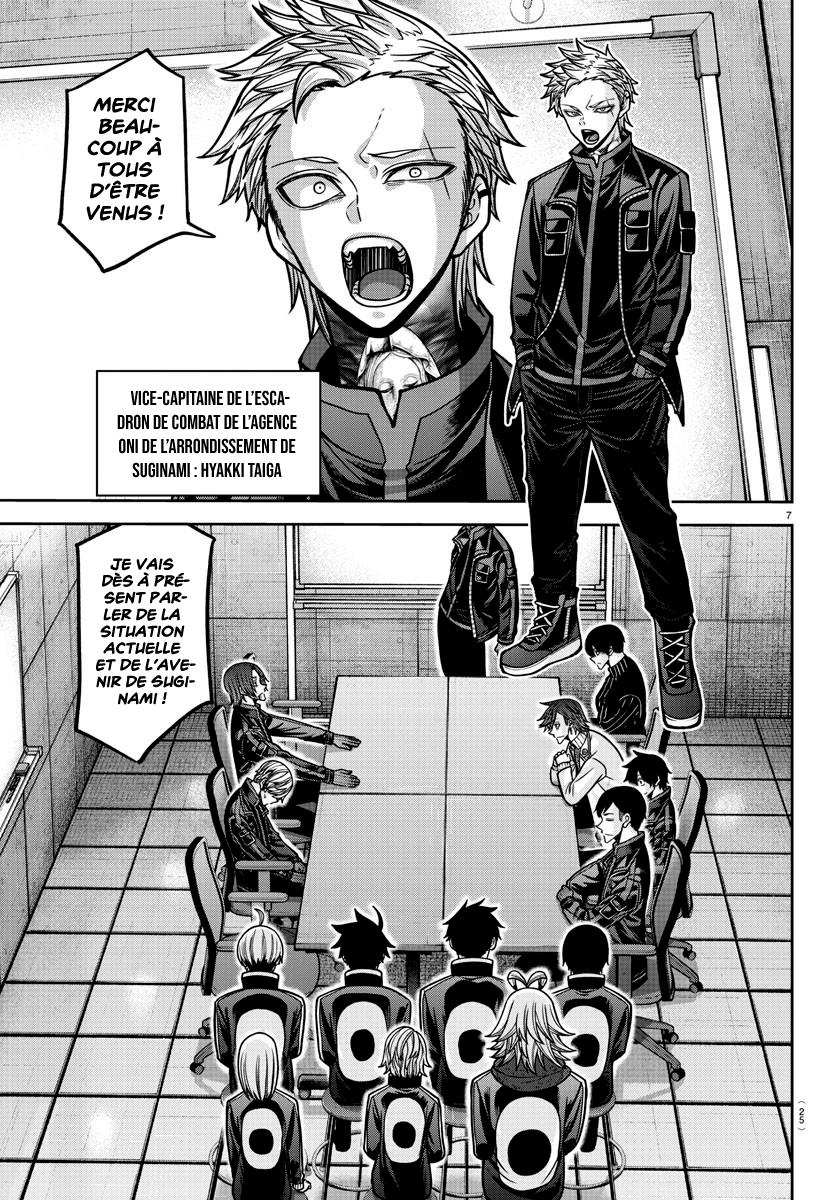 MERCI
BEAU-
COUP À
TOUS
D'ÊTRE
VENUS !
VICE-CAPITAINE DE L'ESCA-
DRON DE COMBAT DE L'AGENCE
ONI DE L'ARRONDISSEMENT DE
SUGINAMI : HYAKKI TAIGA
7
JE VAIS
DÈS À PRÉ-
SENT PAR-
LER DE LA
SITUATION
ACTUELLE
ET DE L'AVE-
NIR DE SUGI-
NAMI !
(25)